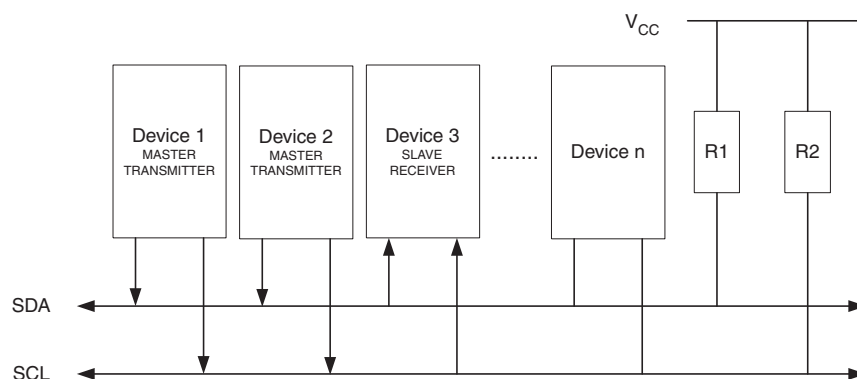 VCC
Device 1
MASTER
TRANSMITTER
Device 2
MASTER
TRANSMITTER
Device 3
SLAVE
RECEIVER
........
Device n
R1
R2
SDA
SCL